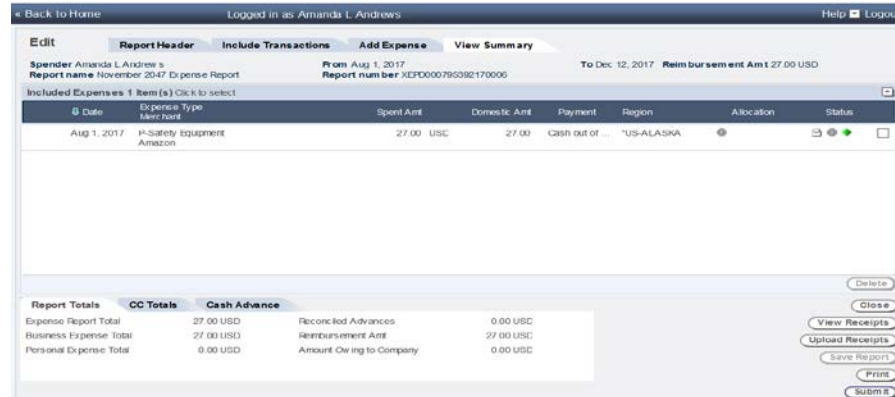 « Back to Home Logged in as Amanda L Andrews Help Logou
Edit Report Header Include Transactions Add Expense View Summary
Spender Amanda L Andrews From Aug 1, 2017 To Dec 12, 2017 Reimbursement Amt 27.00 USD
Report name November 2047 Expense Report Report number XEPD000795392170006
Included Expenses 1 Item(s) Click to select
Date Expense Type Merchant Spent Amt Domestic Amt Payment Region Allocation Status
Aug 1, 2017 P-Safety Equipment 27.00 USD 27.00 Cash out of ... *US-ALASKA
Amazon
Delete
Report Totals CC Totals Cash Advance Close
Expense Report Total 27.00 USD Reconciled Advances 0.00 USD
View Receipts
Business Expense Total 27.00 USD Reimbursement Amt 27.00 USD
Upload Receipts
Personal Expense Total 0.00 USD Amount Owing to Company 0.00 USD
Save Report
Print
Submit